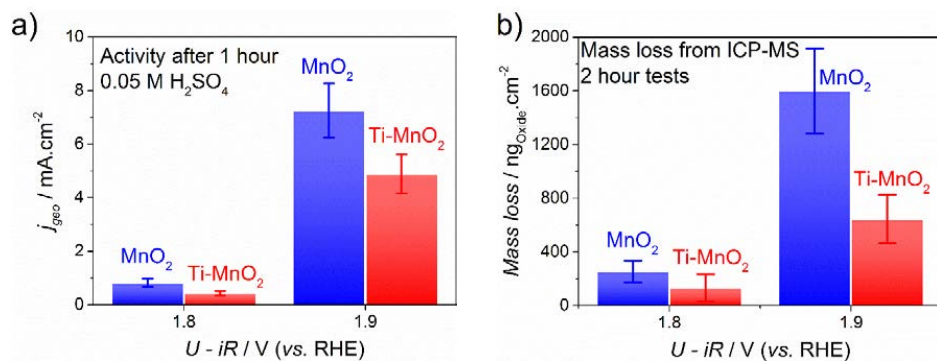 a)
Activity after 1 hour
0.05 M H₂SO₄
MnO₂
Ti-MnO₂
MnO₂
Ti-MnO₂
j_geo / mA.cm⁻²
10
8
6
4
2
0
1.8
1.9
U - iR / V (vs. RHE)
b)
Mass loss from ICP-MS
2 hour tests
MnO₂
Ti-MnO₂
MnO₂
Ti-MnO₂
Mass loss / ng_Oxide.cm⁻²
2000
1600
1200
800
400
0
1.8
1.9
U - iR / V (vs. RHE)